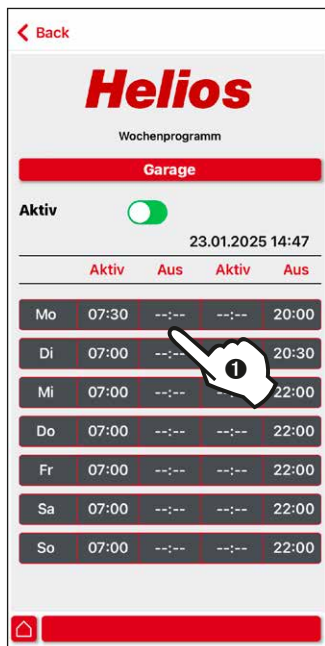 Back
Helios
Wochenprogramm
Garage
Aktiv
23.01.2025 14:47
Aktiv Aus Aktiv Aus
Mo 07:30 --:-- --:-- 20:00
Di 07:00 --:-- 20:30
Mi 07:00 --:-- --:-- 22:00
Do 07:00 --:-- --:-- 22:00
Fr 07:00 --:-- --:-- 22:00
Sa 07:00 --:-- --:-- 22:00
So 07:00 --:-- --:-- 22:00
1